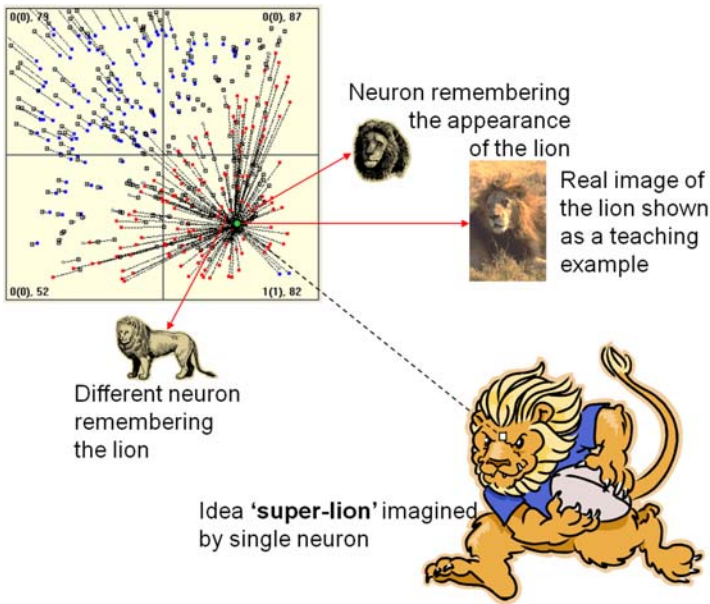 0(0), 79
0(0), 87
Neuron remembering
the appearance
of the lion
Real image of
the lion shown
as a teaching
example
0(0), 52
1(1), 82
Different neuron
remembering
the lion
Idea ‘super-lion’ imagined
by single neuron